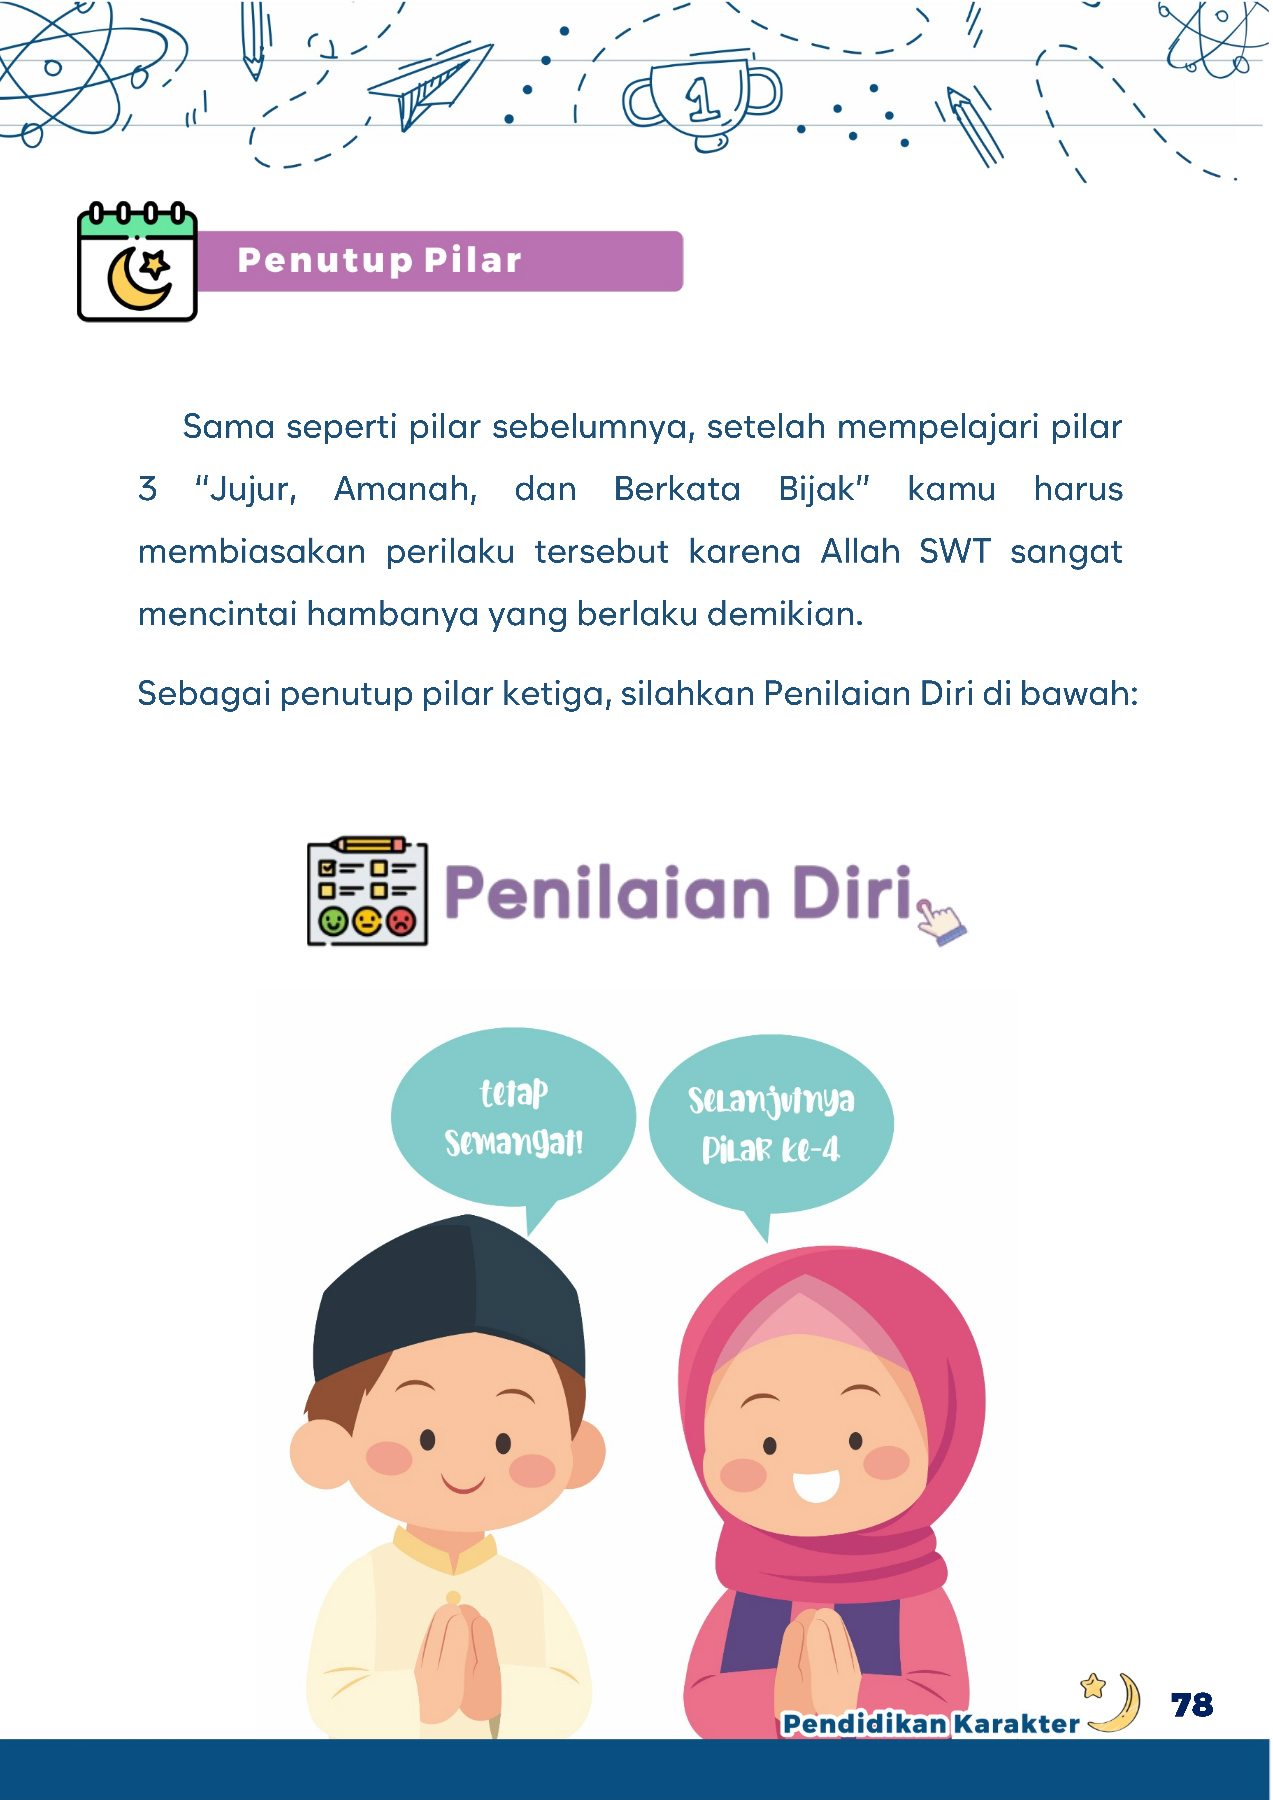 1
Penutup Pilar
Sama seperti pilar sebelumnya, setelah mempelajari pilar
3 “Jujur, Amanah, dan Berkata Bijak” kamu harus
membiasakan perilaku tersebut karena Allah SWT sangat
mencintai hambanya yang berlaku demikian.
Sebagai penutup pilar ketiga, silahkan Penilaian Diri di bawah:
Penilaian Diri
tetap
semangat!
Selanjutnya
Pilar ke-4
Pendidikan Karakter
78